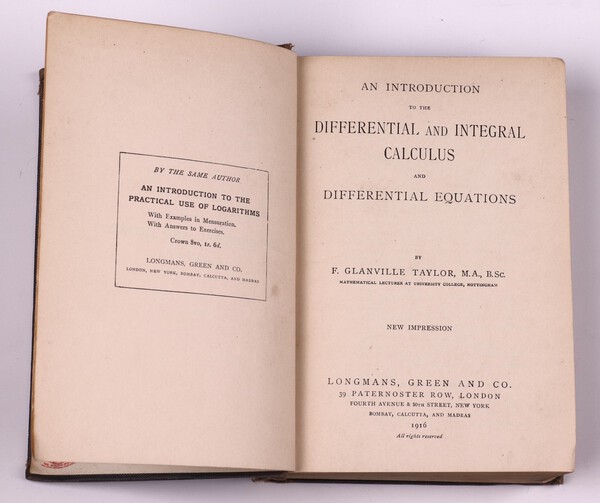 BY THE SAME AUTHOR
AN INTRODUCTION TO THE
PRACTICAL USE OF LOGARITHMS
With Examples in Mensuration.
With Answers to Exercises.
Crown 8vo, 1s. 6d.
LONGMANS, GREEN AND CO.
LONDON, NEW YORK, BOMBAY, CALCUTTA, AND MADRAS
AN INTRODUCTION
TO THE
DIFFERENTIAL AND INTEGRAL
CALCULUS
AND
DIFFERENTIAL EQUATIONS
BY
F. GLANVILLE TAYLOR, M.A., B.Sc.
MATHEMATICAL LECTURER AT UNIVERSITY COLLEGE, NOTTINGHAM
NEW IMPRESSION
LONGMANS, GREEN AND CO.
39 PATERNOSTER ROW, LONDON
FOURTH AVENUE & 30TH STREET, NEW YORK
BOMBAY, CALCUTTA, AND MADRAS
1916
All rights reserved